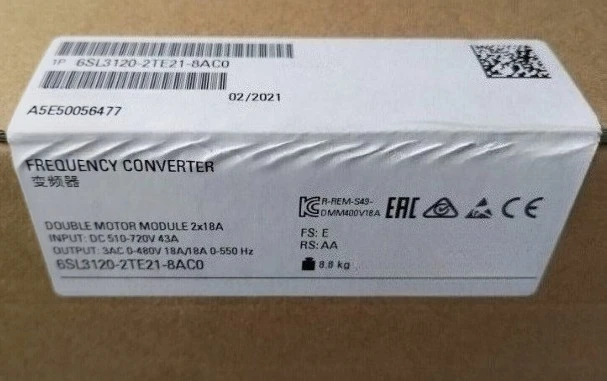 1P 6SL3120-2TE21-8AC0
02/2021
A5E50056477
FREQUENCY CONVERTER
变频器
R-REM-S49-
DMM400V18A
EAC
CE
DOUBLE MOTOR MODULE 2x18A
INPUT: DC 510-720V 43A
OUTPUT: 3AC 0-480V 18A/18A 0-550 Hz
6SL3120-2TE21-8AC0
FS: E
RS: AA
8.8 kg